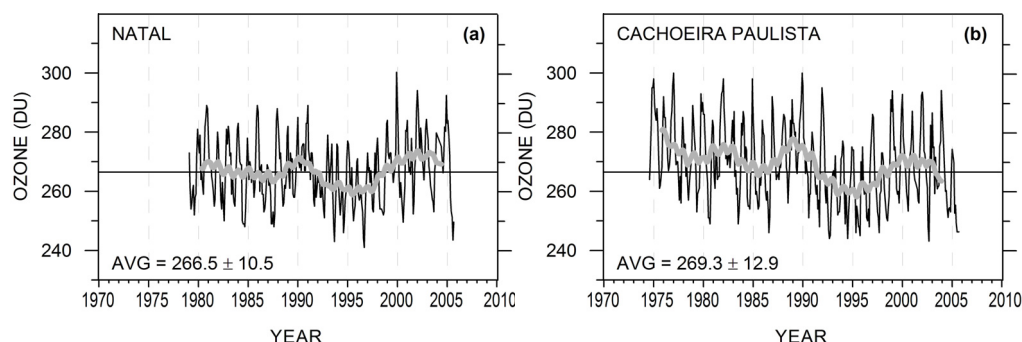 NATAL (a)
OZONE (DU)
300
280
260
240
AVG = 266.5 ± 10.5
1970 1975 1980 1985 1990 1995 2000 2005 2010
YEAR
CACHOEIRA PAULISTA (b)
OZONE (DU)
300
280
260
240
AVG = 269.3 ± 12.9
1970 1975 1980 1985 1990 1995 2000 2005 2010
YEAR